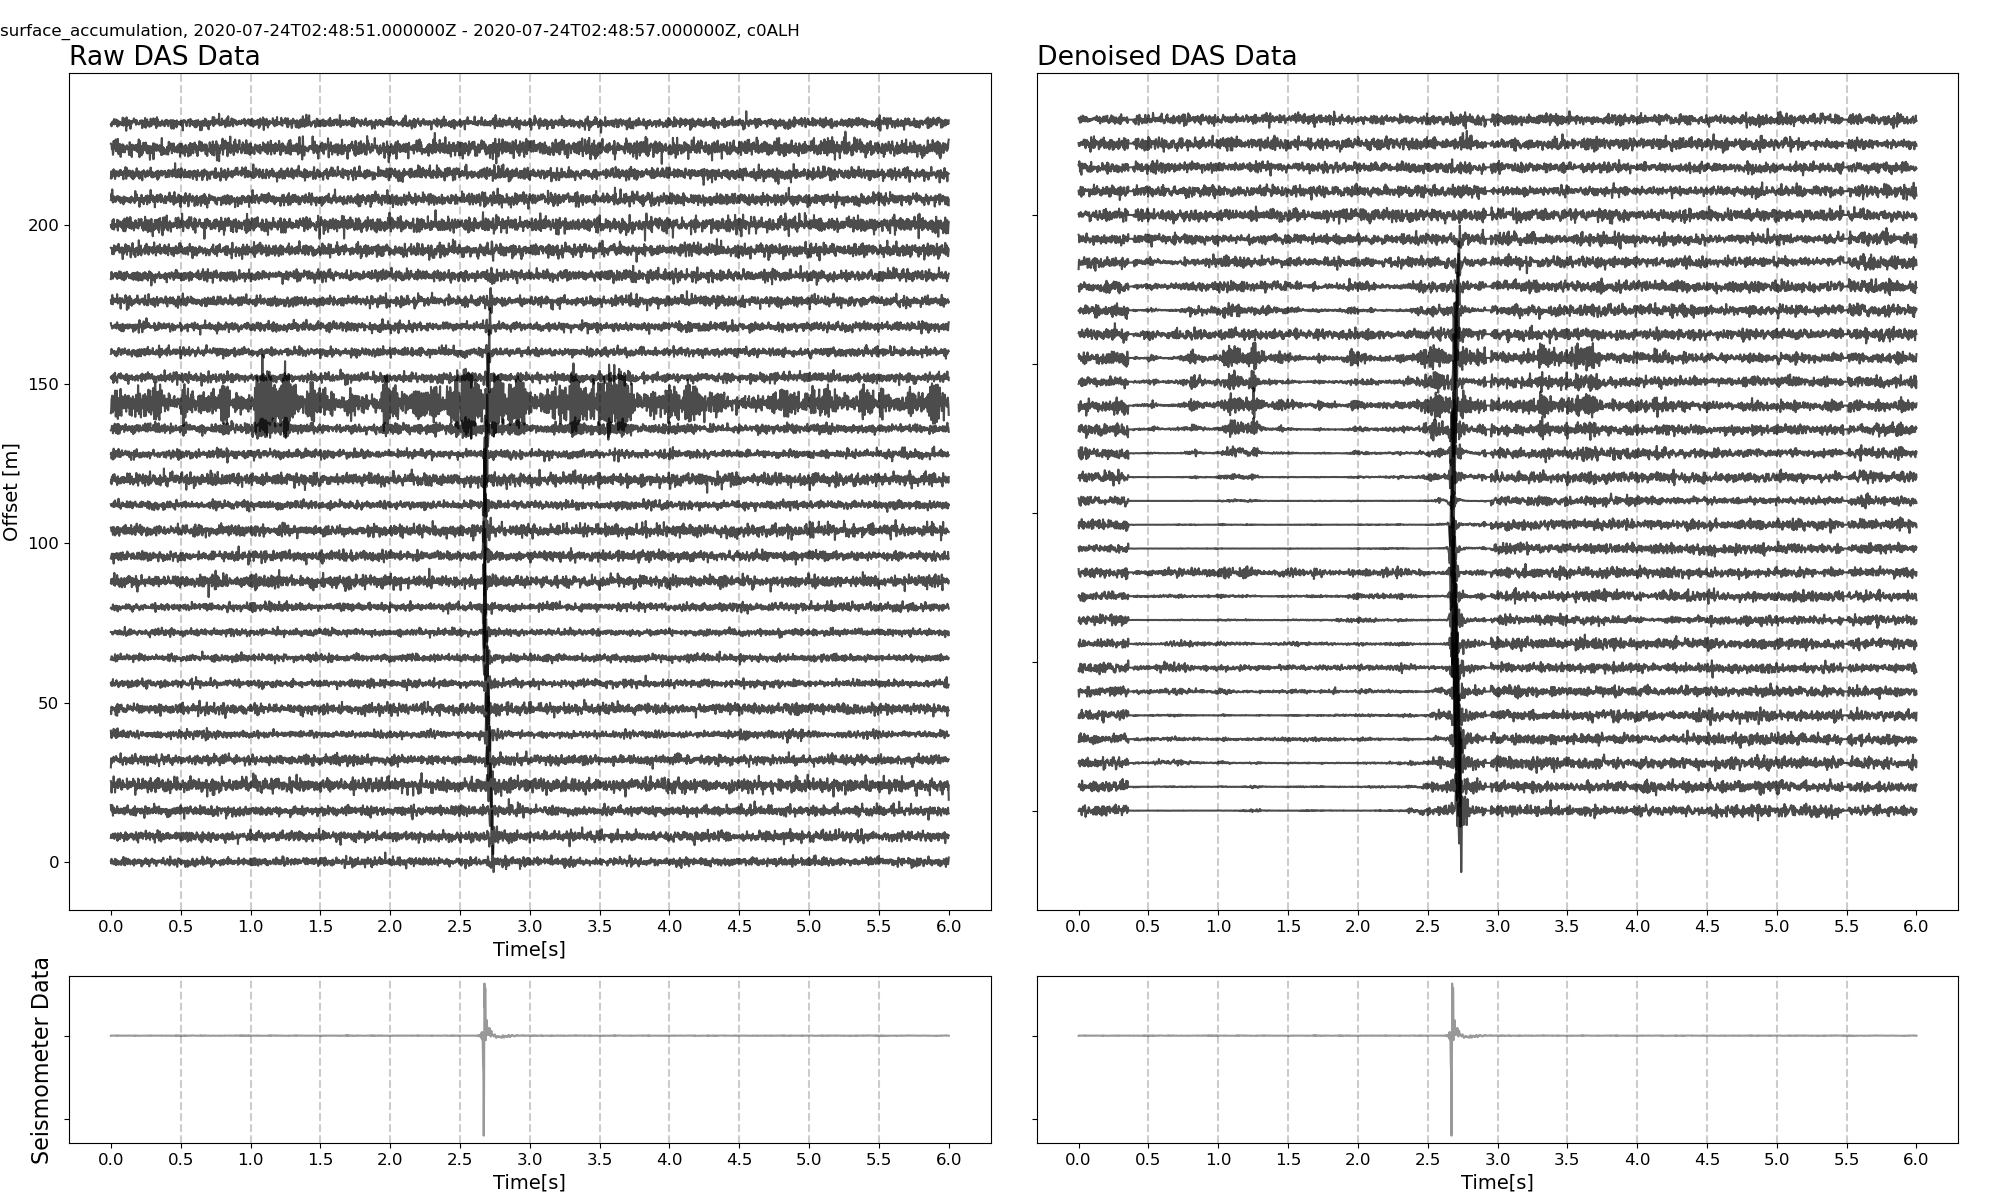 surface_accumulation, 2020-07-24T02:48:51.000000Z - 2020-07-24T02:48:57.000000Z, c0ALH
Raw DAS Data
Denoised DAS Data
Offset [m]
200
150
100
50
0
0.0 0.5 1.0 1.5 2.0 2.5 3.0 3.5 4.0 4.5 5.0 5.5 6.0
Time[s]
0.0 0.5 1.0 1.5 2.0 2.5 3.0 3.5 4.0 4.5 5.0 5.5 6.0
Seismometer Data
0.0 0.5 1.0 1.5 2.0 2.5 3.0 3.5 4.0 4.5 5.0 5.5 6.0
Time[s]
0.0 0.5 1.0 1.5 2.0 2.5 3.0 3.5 4.0 4.5 5.0 5.5 6.0
Time[s]